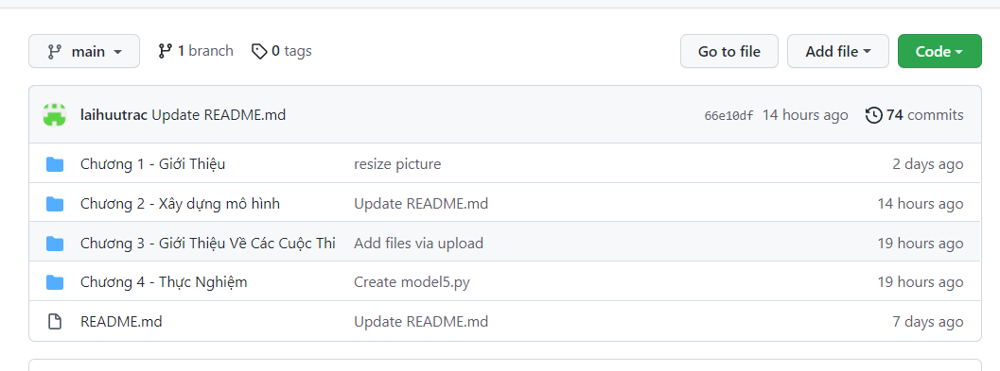 main 1 branch 0 tags Go to file Add file Code
laihuutrac Update README.md 66e10df 14 hours ago 74 commits
Chương 1 - Giới Thiệu resize picture 2 days ago
Chương 2 - Xây dựng mô hình Update README.md 14 hours ago
Chương 3 - Giới Thiệu Về Các Cuộc Thi Add files via upload 19 hours ago
Chương 4 - Thực Nghiệm Create model5.py 19 hours ago
README.md Update README.md 7 days ago